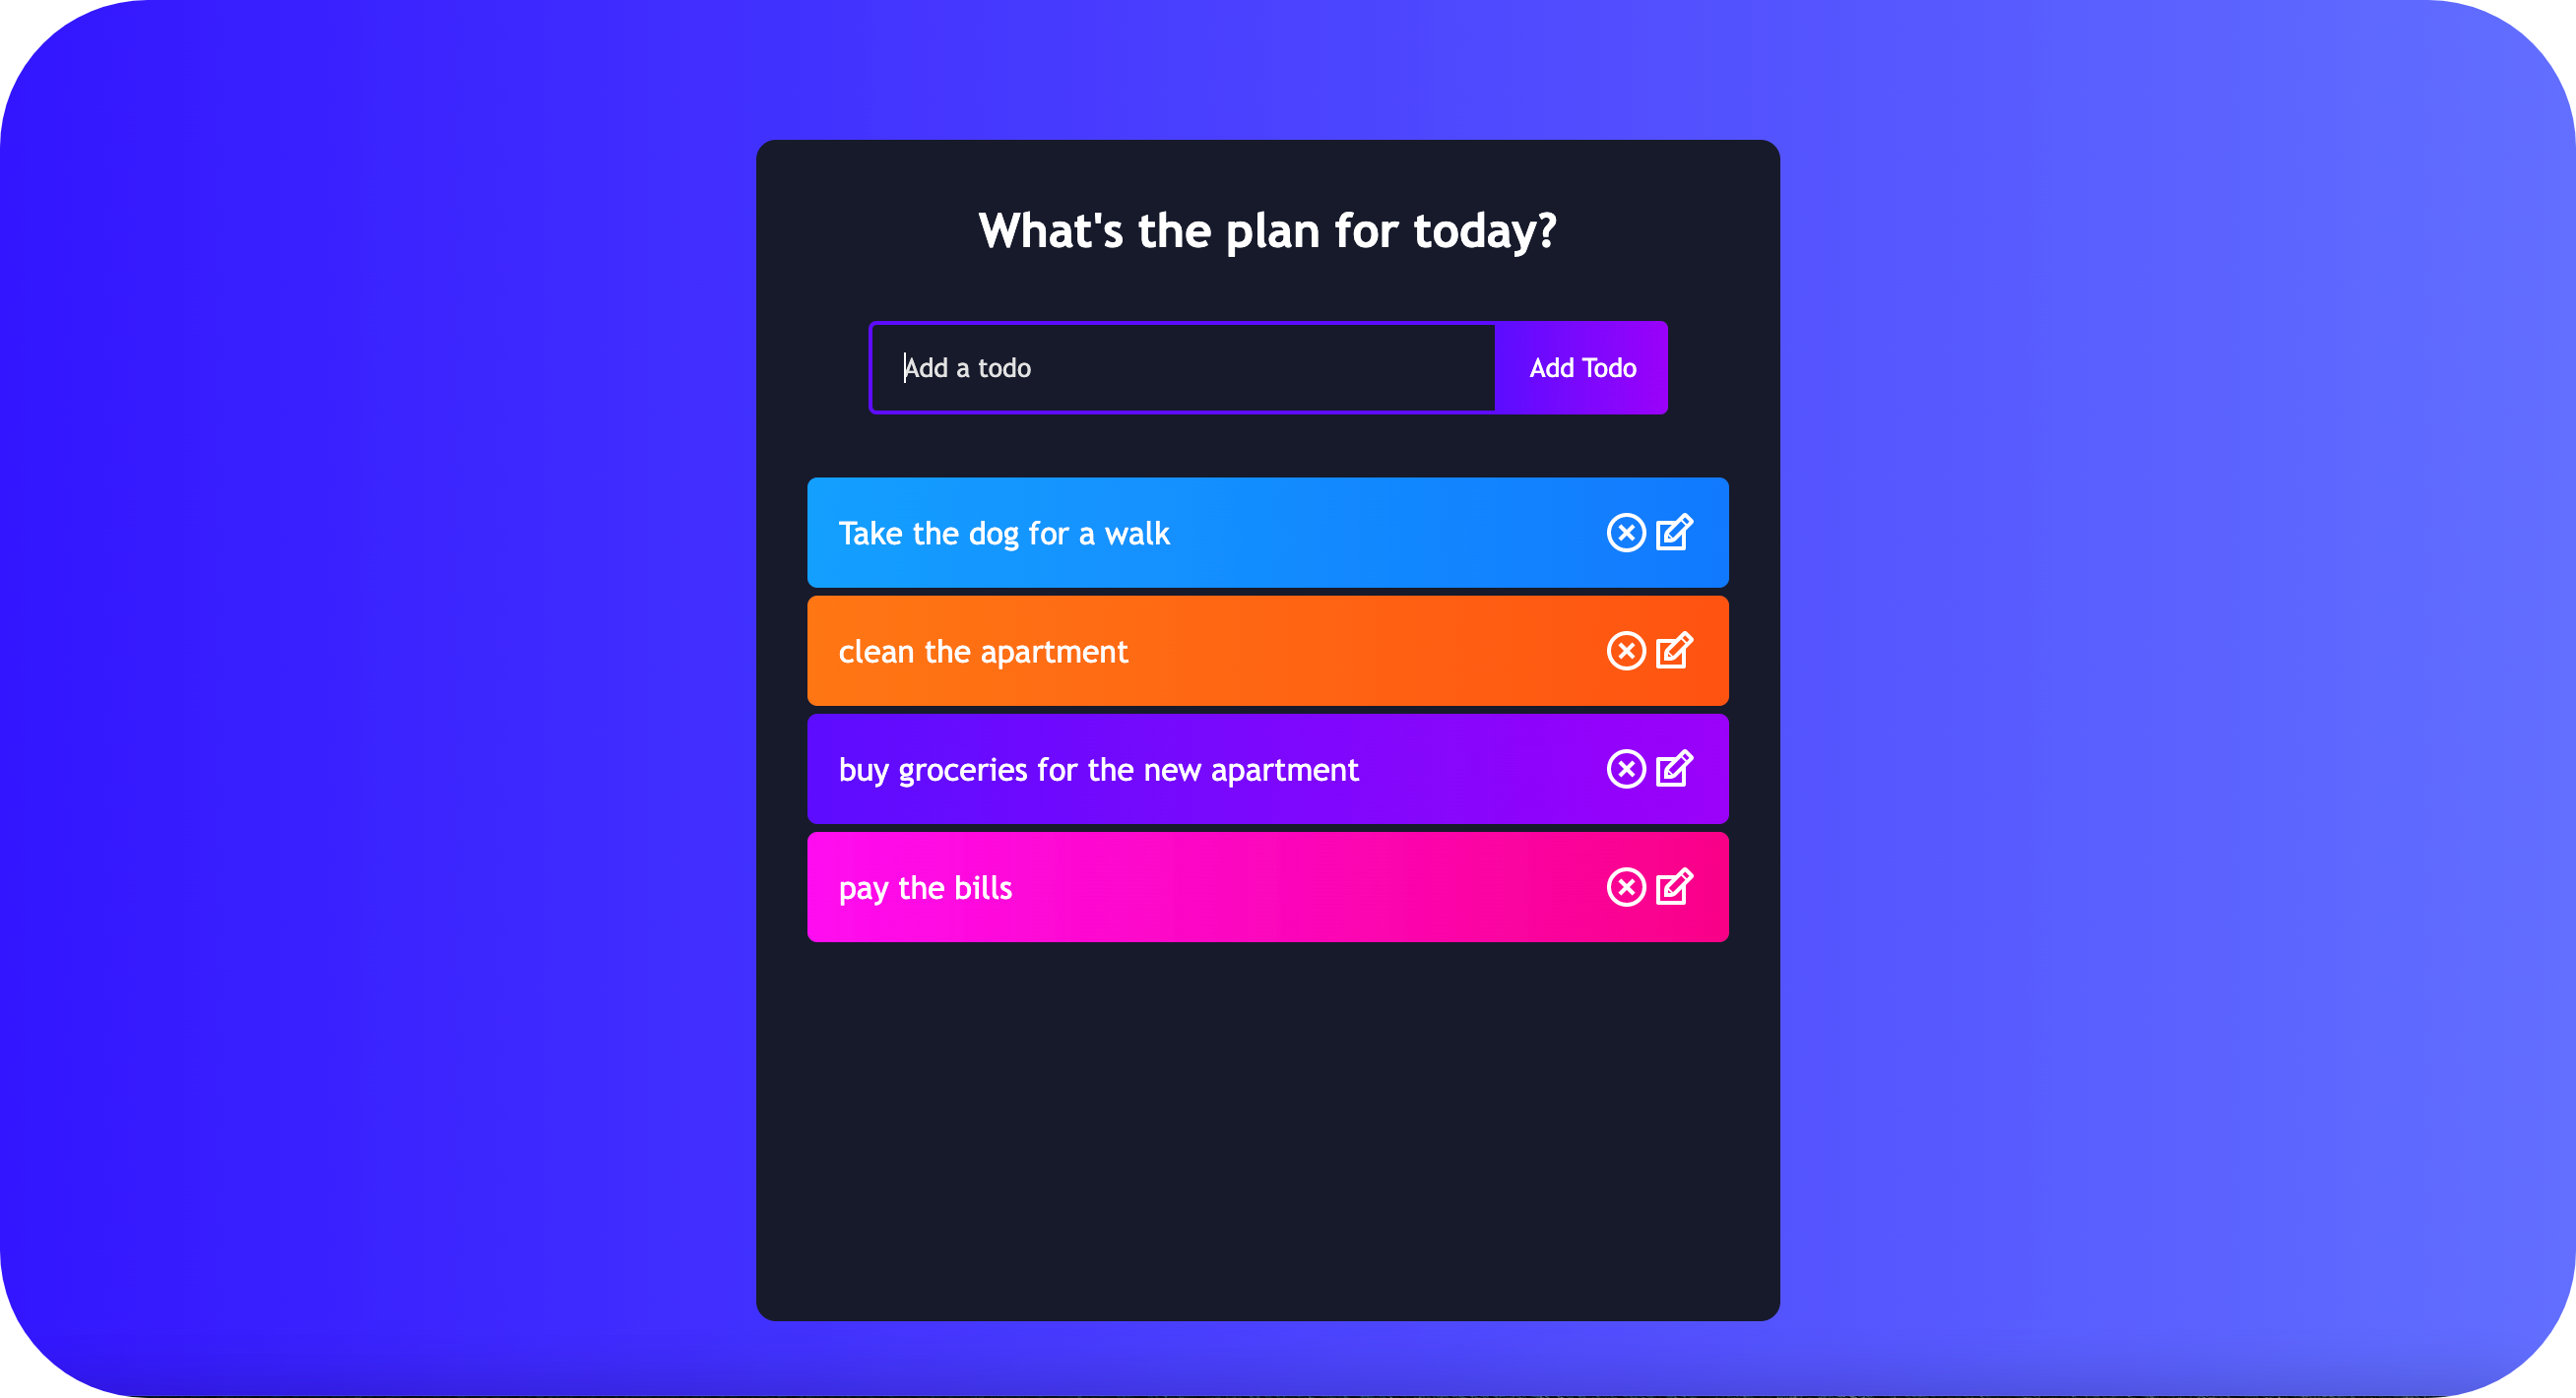 What's the plan for today?
Add a todo
Add Todo
Take the dog for a walk
clean the apartment
buy groceries for the new apartment
pay the bills